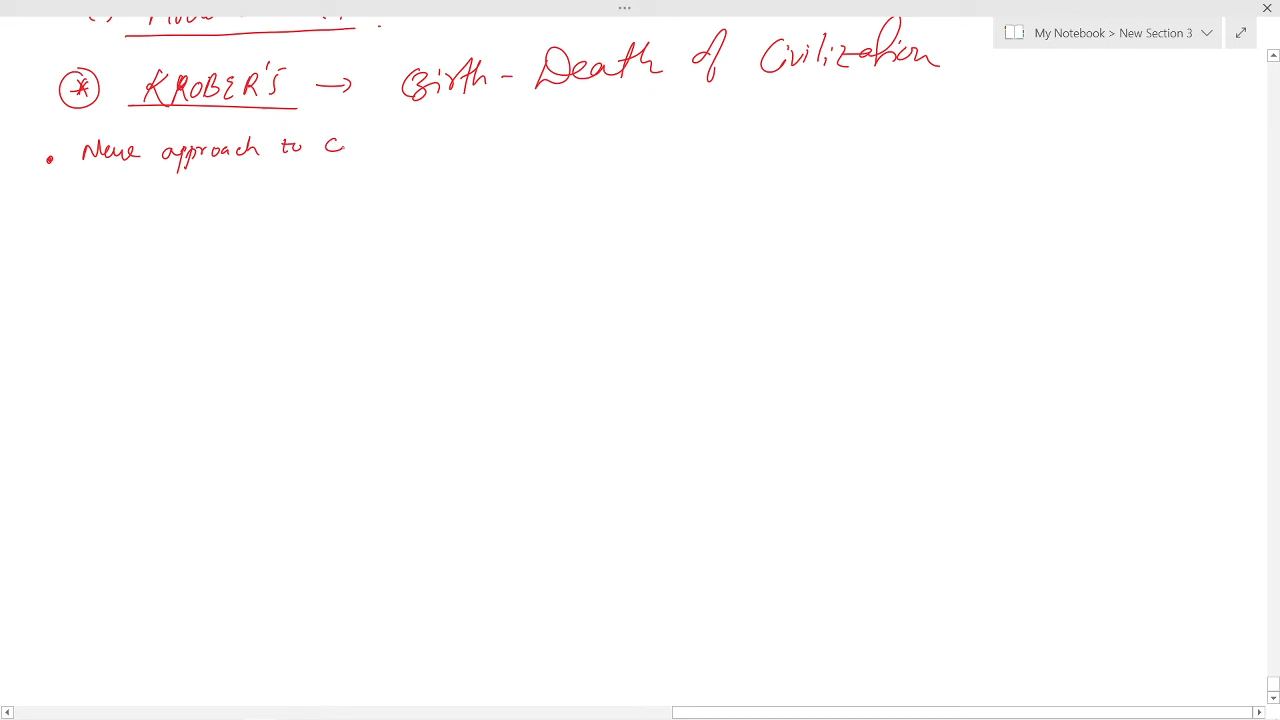 My Notebook > New Section 3
KROBER'S → Birth - Death of Civilization
• New approach to C